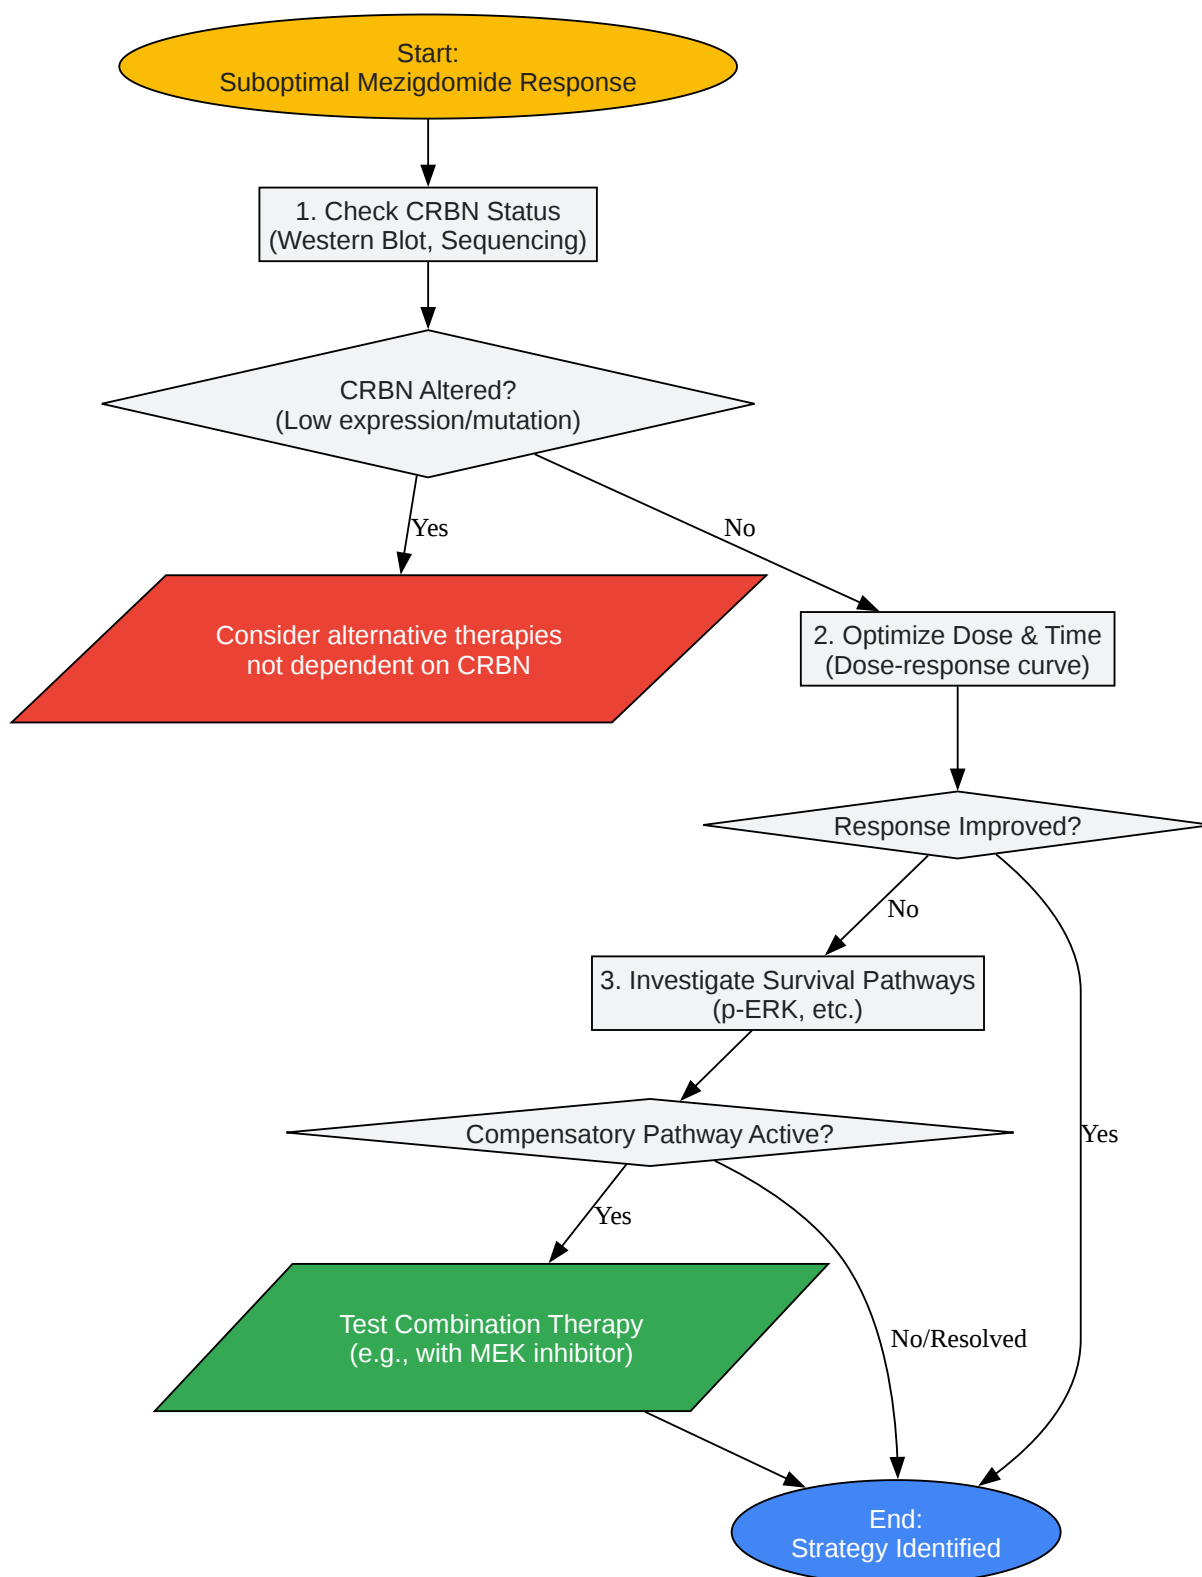 Start:
Suboptimal Mezigdomide Response
1. Check CRBN Status
(Western Blot, Sequencing)
CRBN Altered?
(Low expression/mutation)
Yes
No
Consider alternative therapies
not dependent on CRBN
2. Optimize Dose & Time
(Dose-response curve)
Response Improved?
No
3. Investigate Survival Pathways
(p-ERK, etc.)
Compensatory Pathway Active?
Yes
Yes
Test Combination Therapy
(e.g., with MEK inhibitor)
No/Resolved
End:
Strategy Identified